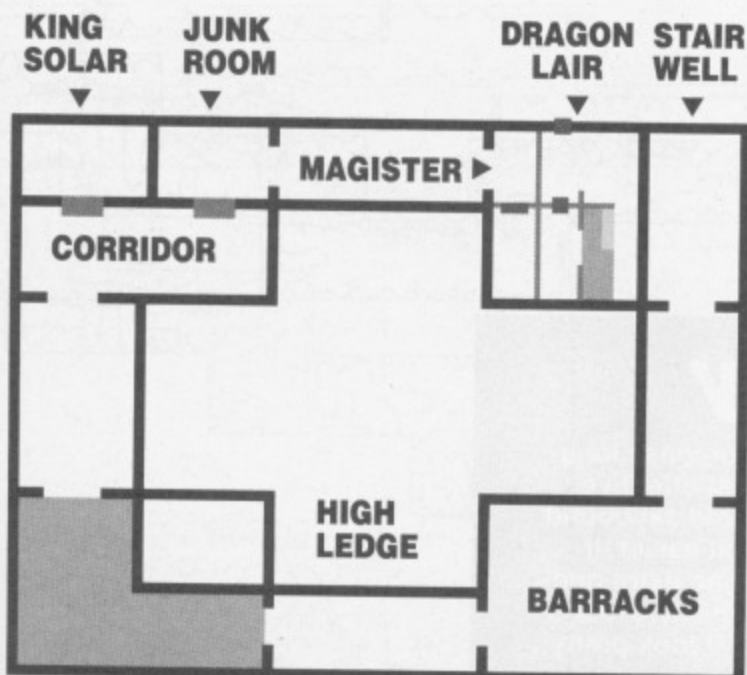 KING
SOLAR
JUNK
ROOM
DRAGON
LAIR
STAIR
WELL
MAGISTER
CORRIDOR
HIGH
LEDGE
BARRACKS